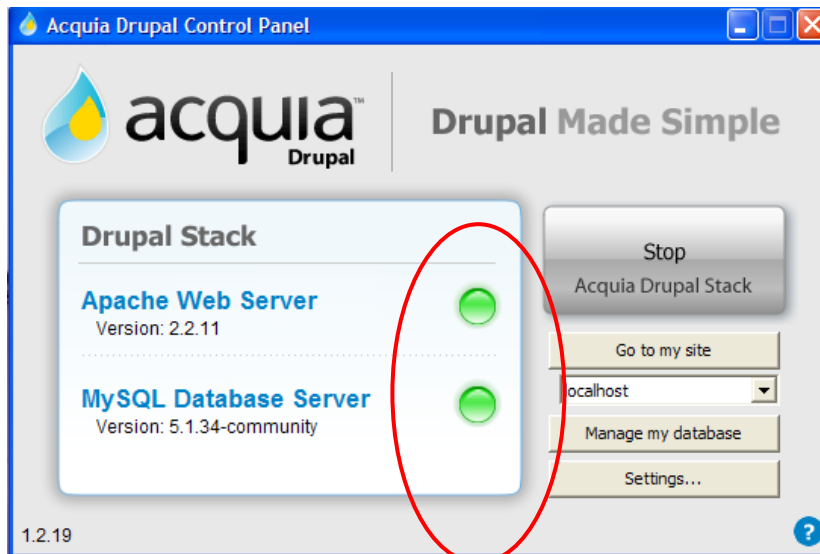 Acquia Drupal Control Panel
acquia™
Drupal
Drupal Made Simple
Drupal Stack
Apache Web Server
Version: 2.2.11
MySQL Database Server
Version: 5.1.34-community
Stop
Acquia Drupal Stack
Go to my site
localhost
Manage my database
Settings...
1.2.19
?